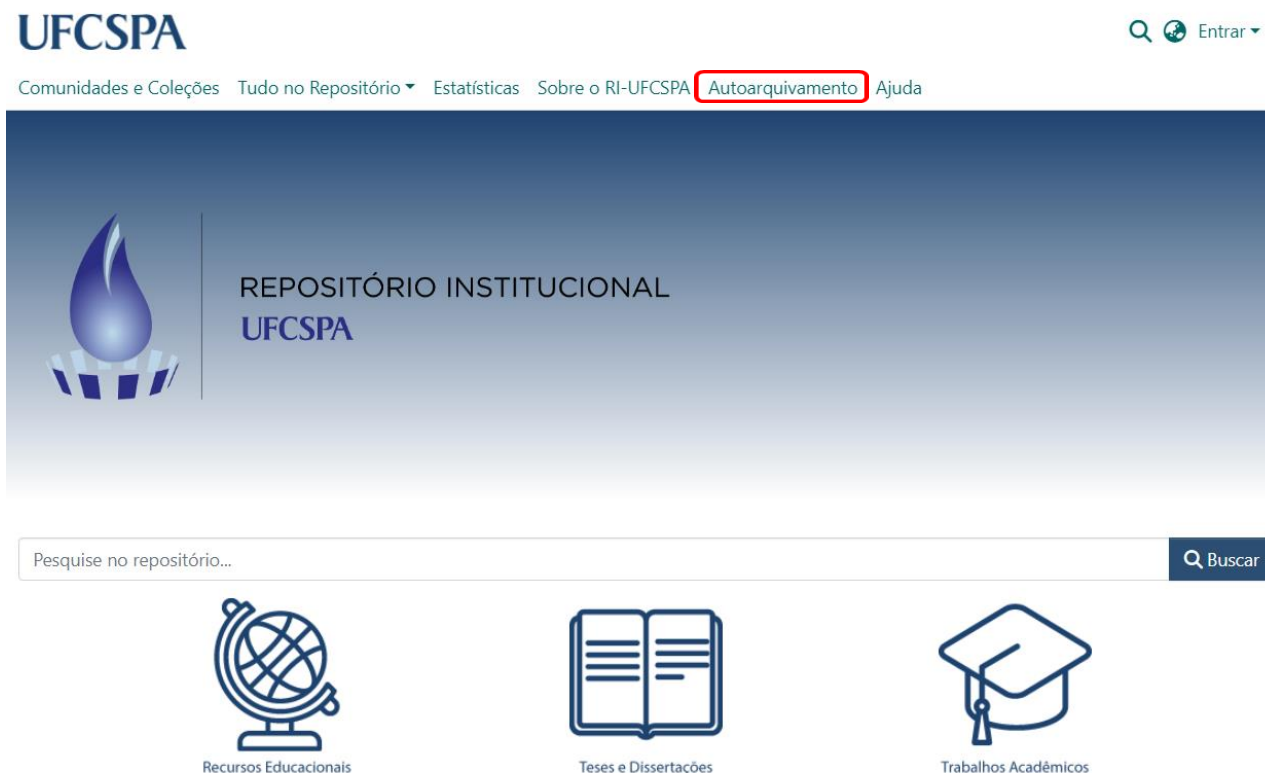 UFCSPA
Entrar
Comunidades e Coleções Tudo no Repositório Estatísticas Sobre o RI-UFCSPA Autoarquivamento Ajuda
REPOSITÓRIO INSTITUCIONAL
UFCSPA
Pesquise no repositório...
Buscar
Recursos Educacionais Teses e Dissertações Trabalhos Acadêmicos